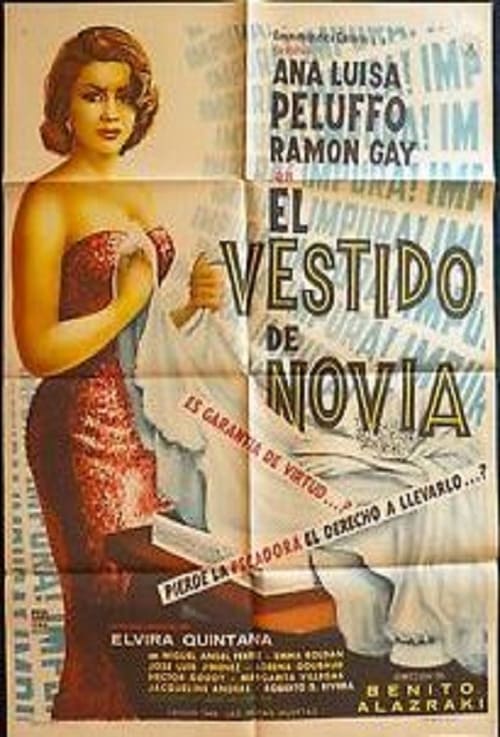 ANA LUISA
PELUFFO
RAMON GAY
en
EL
VESTIDO
DE
NOVIA
¡IMPURA! IMPURA!
ES GARANTIA DE VIRTUD...?
PIERDE LA PECADORA EL DERECHO A LLEVARLO...?
ELVIRA QUINTANA
MIGUEL ANGEL FERRIZ - EMMA ROLDAN
JOSE LUIS JIMENEZ - LORENA
HECTOR GODOY - MARGARITA VILLEGAS
JACQUELINE ANDERE - ROBERTO G. RIVERA
DIRECCION DE
BENITO
ALAZRAKI